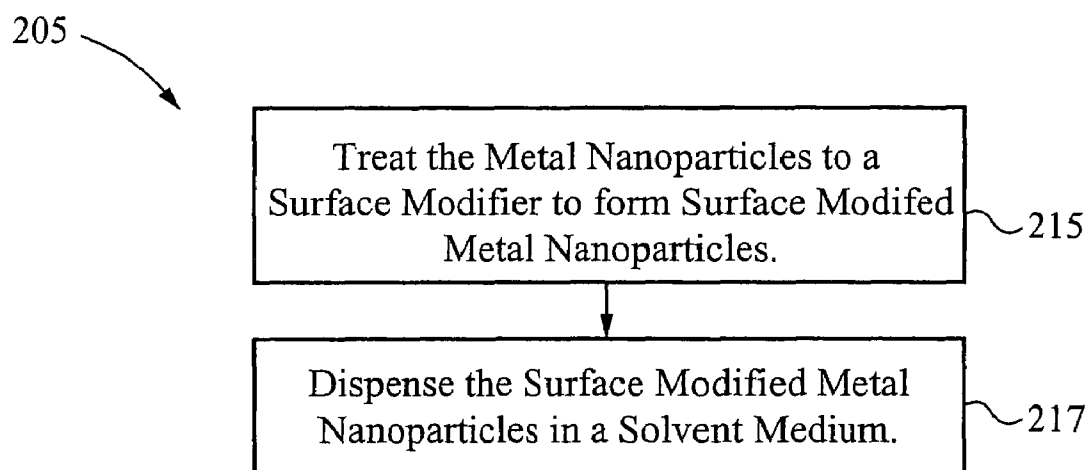 205
Treat the Metal Nanoparticles to a
Surface Modifier to form Surface Modifed
Metal Nanoparticles.
215
Dispense the Surface Modified Metal
Nanoparticles in a Solvent Medium.
217